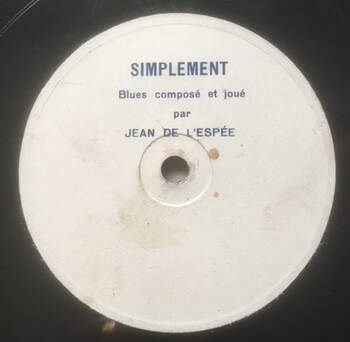 SIMPLEMENT
Blues composé et joué
par
JEAN DE L'ESPÉE